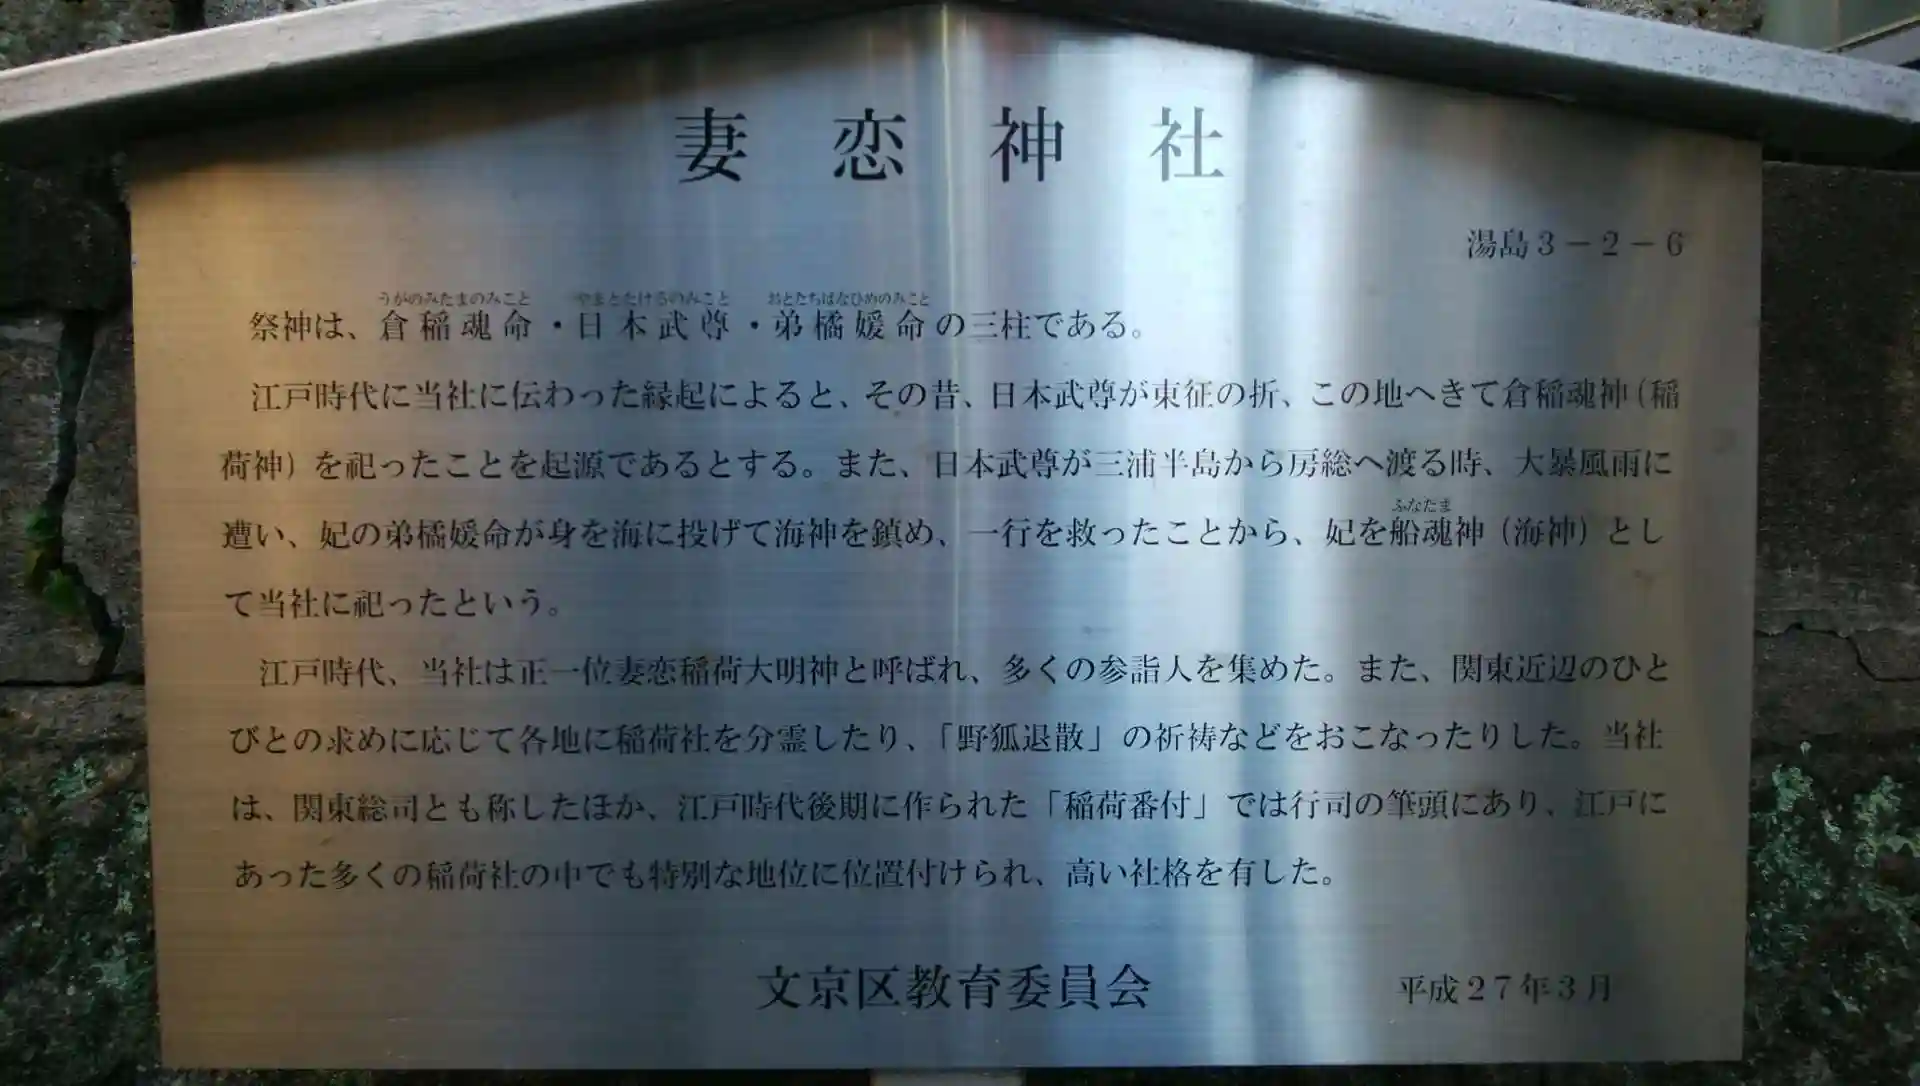 妻恋神社
湯島3-2-6
うがのみたまのみこと やまとたけるのみこと おとたちばなひめのみこと
祭神は、倉稲魂命・日本武尊・弟橘媛命の三柱である。
江戸時代に当社に伝わった縁起によると、その昔、日本武尊が東征の折、この地へきて倉稲魂神（稲
荷神）を祀ったことを起源であるとする。また、日本武尊が三浦半島から房総へ渡る時、大暴風雨に
ふなたま
遭い、妃の弟橘媛命が身を海に投げて海神を鎮め、一行を救ったことから、妃を船魂神（海神）とし
て当社に祀ったという。
江戸時代、当社は正一位妻恋稲荷大明神と呼ばれ、多くの参詣人を集めた。また、関東近辺のひと
びとの求めに応じて各地に稲荷社を分霊したり、「野狐退散」の祈祷などをおこなったりした。当社
は、関東総司とも称したほか、江戸時代後期に作られた「稲荷番付」では行司の筆頭にあり、江戸に
あった多くの稲荷社の中でも特別な地位に位置付けられ、高い社格を有した。
文京区教育委員会
平成27年3月